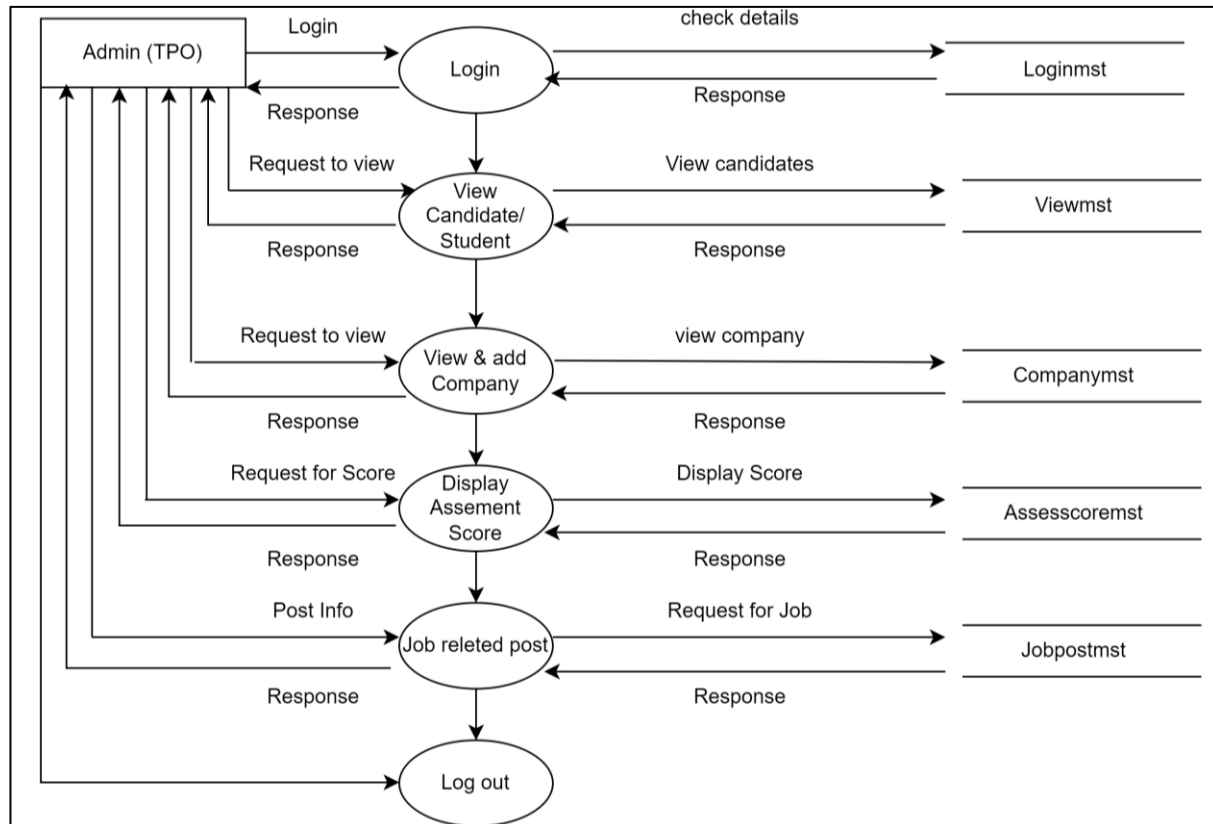 check details
Login
Admin (TPO)
Login
Loginmst
Response
Response
Request to view
View candidates
View
Candidate/
Student
Viewmst
Response
Response
Request to view
view company
View & add
Company
Companymst
Response
Response
Request for Score
Display Score
Display
Assement
Score
Assesscoremst
Response
Response
Post Info
Request for Job
Job releted post
Jobpostmst
Response
Response
Log out